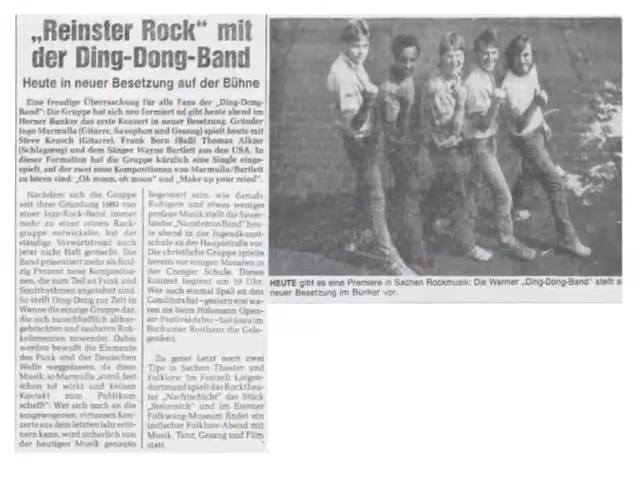 „Reinster Rock“ mit
der Ding-Dong-Band
Heute in neuer Besetzung auf der Bühne
Eine freudige Überraschung für alle Fans der „Ding-Dong-
Band“: Die Gruppe hat sich neu formiert ud gibt heute abend im
Herner Bunker das erste Konzert in neuer Besetzung. Gründer
Ingo Marmulla (Gitarre, Saxophon und Gesang) spielt heute mit
Steve Keusch (Gitarre), Frank Born (Baß) Thomas Alkier
(Schlagzeug) und dem Sänger Wayne Bartlett aus den USA. In
dieser Formation hat die Gruppe kürzlich eine Single einge-
spielt, auf der zwei neue Kompositionen von Marmulla/Bartlett
zu hören sind: „Oh moon, oh moon“ und „Make up your mind“.
Nachdem sich die Gruppe
seit ihrer Gründung 1980 von
einer Jazz-Rock-Band immer
mehr zu einer reinen Rock-
gruppe entwickelte, hat der
ständige Vorwärtstrend auch
jetzt nicht Halt gemacht. Die
Band präsentiert mehr als fünf-
zig Prozent neue Kompositio-
nen, die zum Teil an Funk und
angelehnt sind.
So stellt Ding-Dong zur Zeit in
Wanne die einzige Gruppe dar,
die sich ausschließlich althe-
gebrachten und sauberen Rok-
kelementen zuwendet. Dabei
werden bewußt die Elemente
des Punk und der Deutschen
Welle weggelassen, da diese
Musik, so Marmulla „steril, fast
schon tot wirkt und keinen
Kontakt zum Publikum
schafft“. Wer sich noch an die
ausgewogenen, virtuosen Kon-
zerte aus dem letzten Jahr erin-
nern kann, wird sicherlich von
der heutigen Musik genauso
begeistert sein, wie damals.
Ruhigere und etwas weniger
profane Musik stellt die Sauer-
länder „Nicodemus Band“ heu-
te abend in der Jugendkunst-
schule an der Hauptstraße vor.
Die christliche Gruppe spielte
bereits vor einigen Monaten in
der Cranger Schule. Dieses
Konzert beginnt um 19 Uhr.
Wer noch einmal Spaß an den
hat – gestern erst wa-
ren sie beim Open-
air-Festival dabei – hat dazu im
Bochumer Rotthaus die Gele-
genheit.
Zu guter Letzt noch zwei
Tips in Sachen Theater und
Folklore: Im Festzelt Langen-
dortmund spielt das Rockthea-
ter „Nachtschicht“ das Stück
„Steinreich“ und im Essener
Folkwang-Museum findet ein
indischer Folklore-Abend mit
Musik, Tanz, Gesang und Film
statt.
HEUTE gibt es eine Premiere in Sachen Rockmusik: Die Wanner „Ding-Dong-Band“ stellt s
neuer Besetzung im Bunker vor.